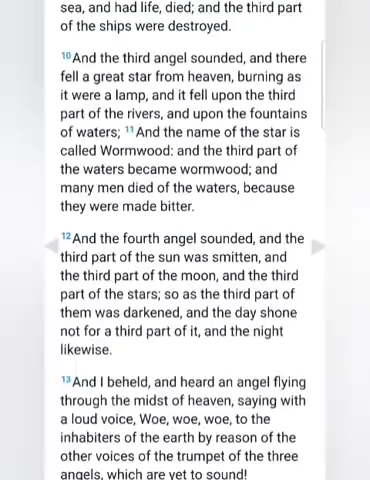 sea, and had life, died; and the third part
of the ships were destroyed.
10 And the third angel sounded, and there
fell a great star from heaven, burning as
it were a lamp, and it fell upon the third
part of the rivers, and upon the fountains
of waters; 11 And the name of the star is
called Wormwood: and the third part of
the waters became wormwood; and
many men died of the waters, because
they were made bitter.
12 And the fourth angel sounded, and the
third part of the sun was smitten, and
the third part of the moon, and the third
part of the stars; so as the third part of
them was darkened, and the day shone
not for a third part of it, and the night
likewise.
13 And I beheld, and heard an angel flying
through the midst of heaven, saying with
a loud voice, Woe, woe, woe, to the
inhabiters of the earth by reason of the
other voices of the trumpet of the three
angels, which are yet to sound!